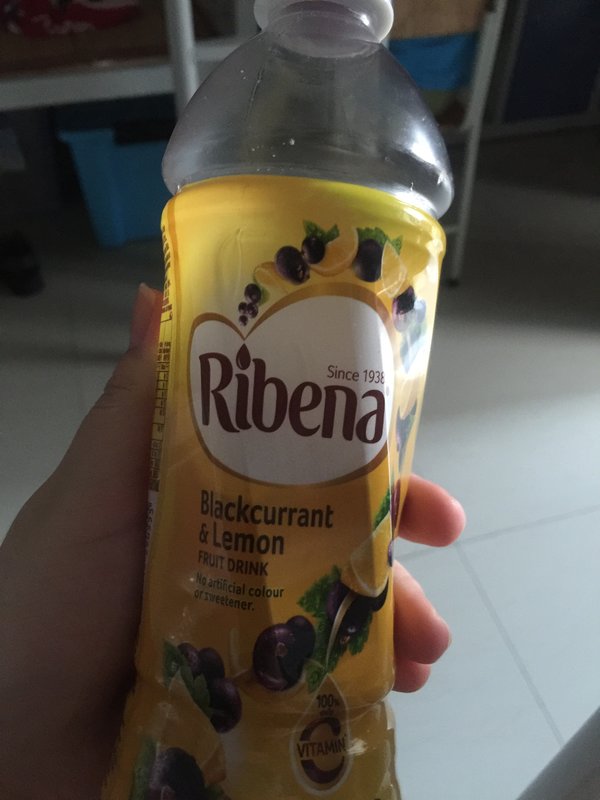 Since 1938
Ribena
Blackcurrant
& Lemon
FRUIT DRINK
No artificial colour
or sweetener.
100%
VITAMIN